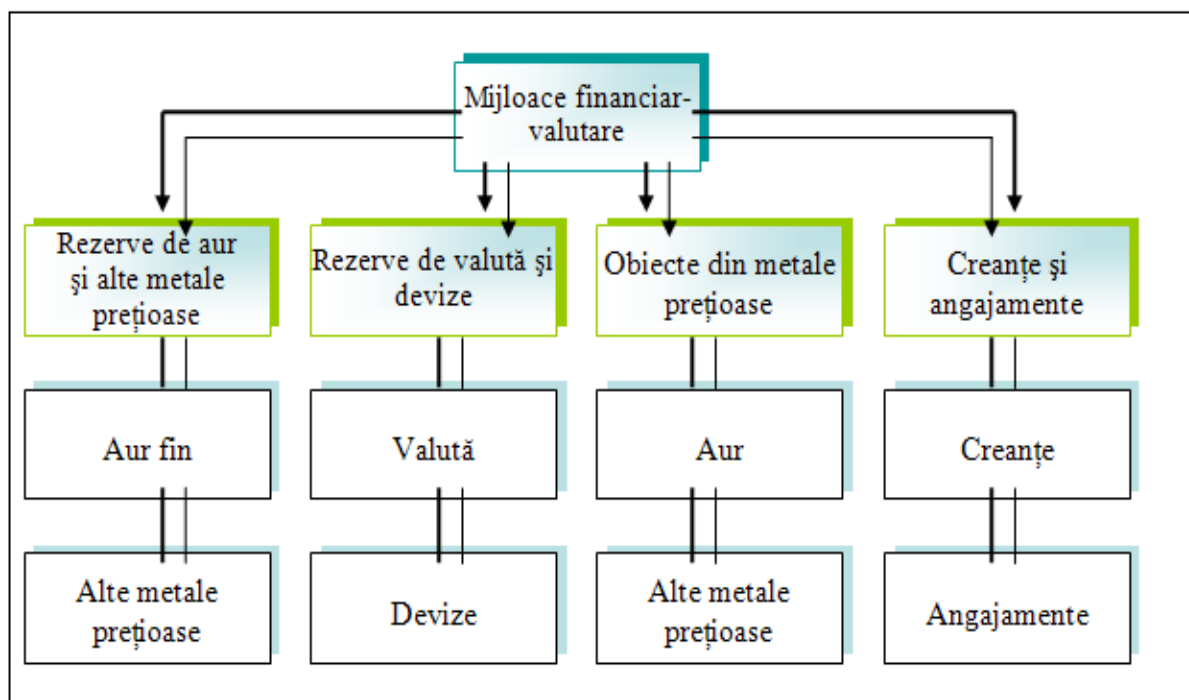 Mijloace financiar-
valutare
Rezerve de aur
şi alte metale
preţioase
Rezerve de valută şi
devize
Obiecte din metale
preţioase
Creanţe şi
angajamente
Aur fin
Valută
Aur
Creanţe
Alte metale
preţioase
Devize
Alte metale
preţioase
Angajamente